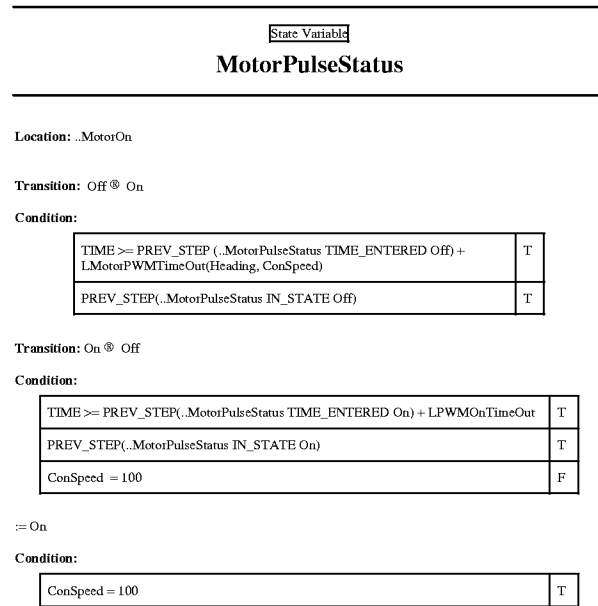 State Variable
MotorPulseStatus
Location: ..MotorOn
Transition: Off ® On
Condition:
TIME >= PREV_STEP (..MotorPulseStatus TIME_ENTERED Off) + T
LMotorPWMTimeOut(Heading, ConSpeed)
PREV_STEP(..MotorPulseStatus IN_STATE Off) T
Transition: On ® Off
Condition:
TIME >= PREV_STEP(..MotorPulseStatus TIME_ENTERED On) + LPWMOnTimeOut T
PREV_STEP(..MotorPulseStatus IN_STATE On) T
ConSpeed = 100 F
:= On
Condition:
ConSpeed = 100 T